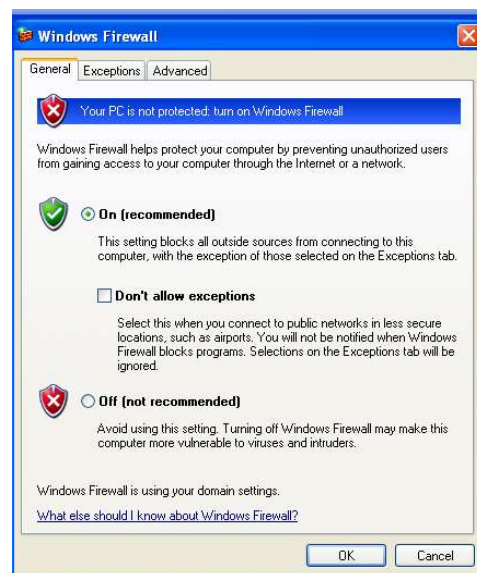 Windows Firewall
General Exceptions Advanced
Your PC is not protected: turn on Windows Firewall
Windows Firewall helps protect your computer by preventing unauthorized users
from gaining access to your computer through the Internet or a network.
On (recommended)
This setting blocks all outside sources from connecting to this
computer, with the exception of those selected on the Exceptions tab.
Don't allow exceptions
Select this when you connect to public networks in less secure
locations, such as airports. You will not be notified when Windows
Firewall blocks programs. Selections on the Exceptions tab will be
ignored.
Off (not recommended)
Avoid using this setting. Turning off Windows Firewall may make this
computer more vulnerable to viruses and intruders.
Windows Firewall is using your domain settings.
What else should I know about Windows Firewall?
OK Cancel